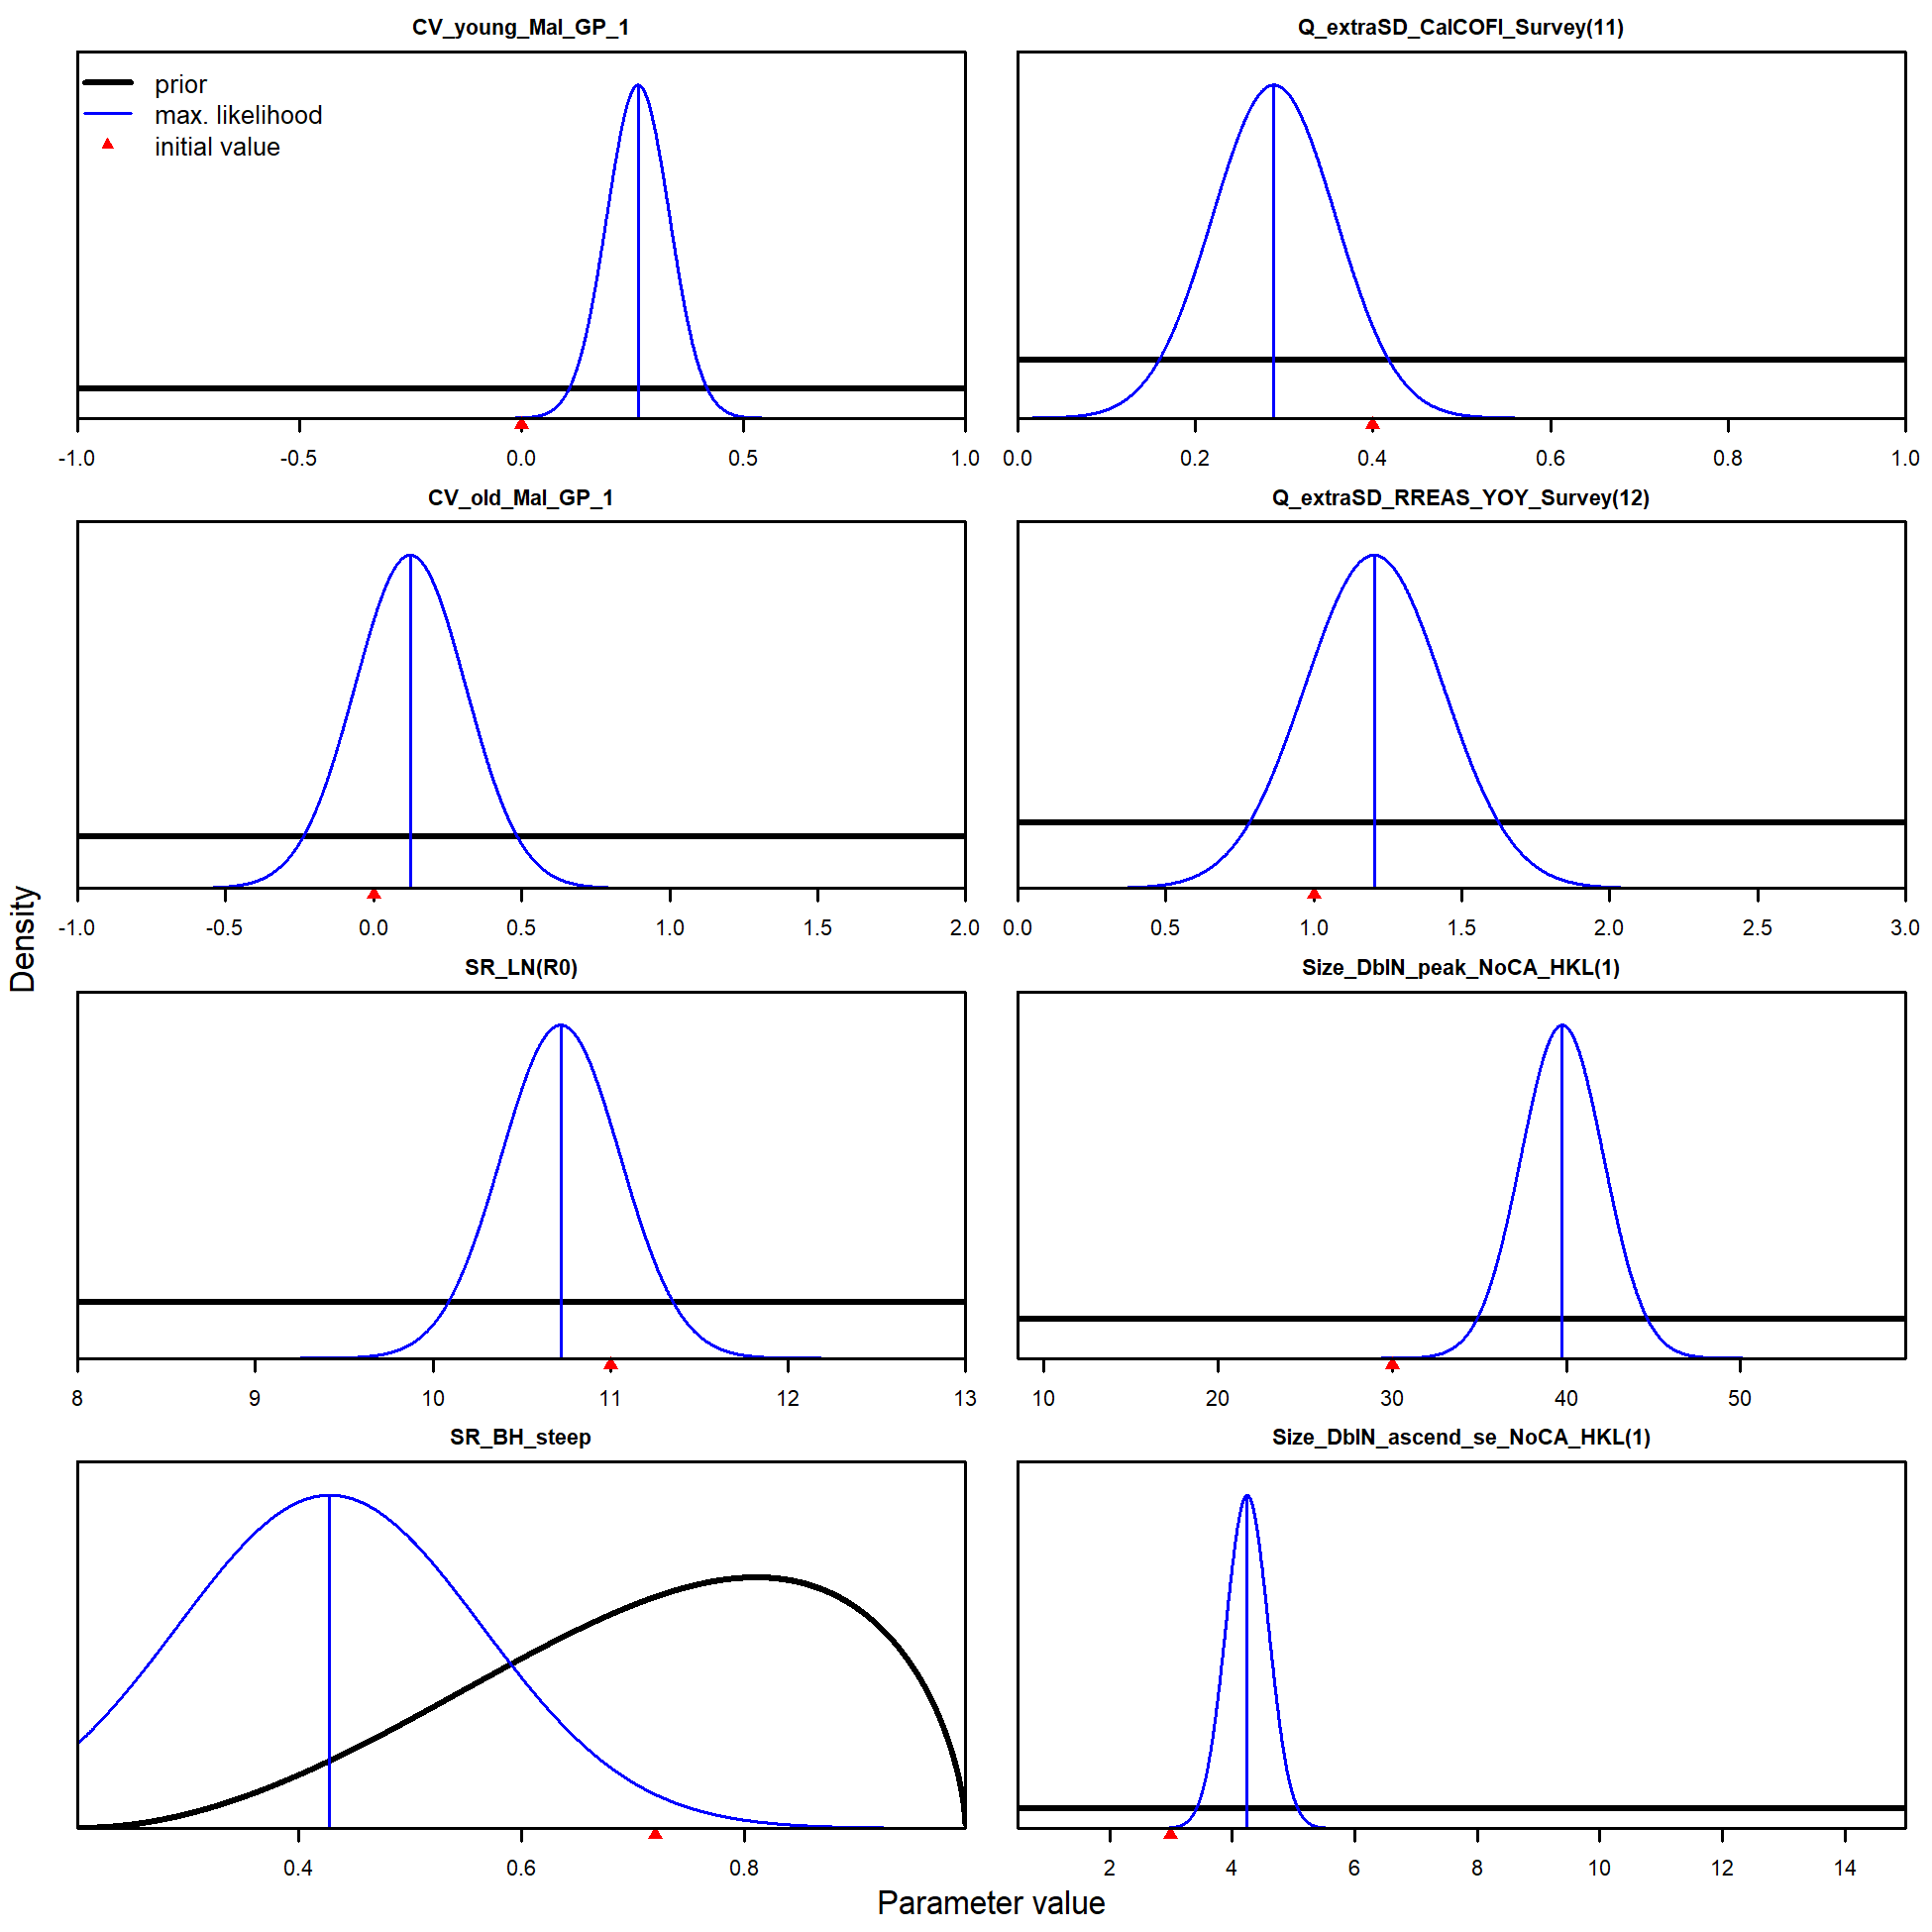 CV_young_Mal_GP_1
prior
max. likelihood
initial value
-1.0 -0.5 0.0 0.5 1.0
Q_extraSD_CalCOFI_Survey(11)
0.0 0.2 0.4 0.6 0.8 1.0
CV_old_Mal_GP_1
-1.0 -0.5 0.0 0.5 1.0 1.5 2.0
Q_extraSD_RREAS_YOY_Survey(12)
0.0 0.5 1.0 1.5 2.0 2.5 3.0
SR_LN(R0)
8 9 10 11 12 13
Size_DblN_peak_NoCA_HKL(1)
10 20 30 40 50
SR_BH_steep
0.4 0.6 0.8
Size_DblN_ascend_se_NoCA_HKL(1)
2 4 6 8 10 12 14
Density
Parameter value